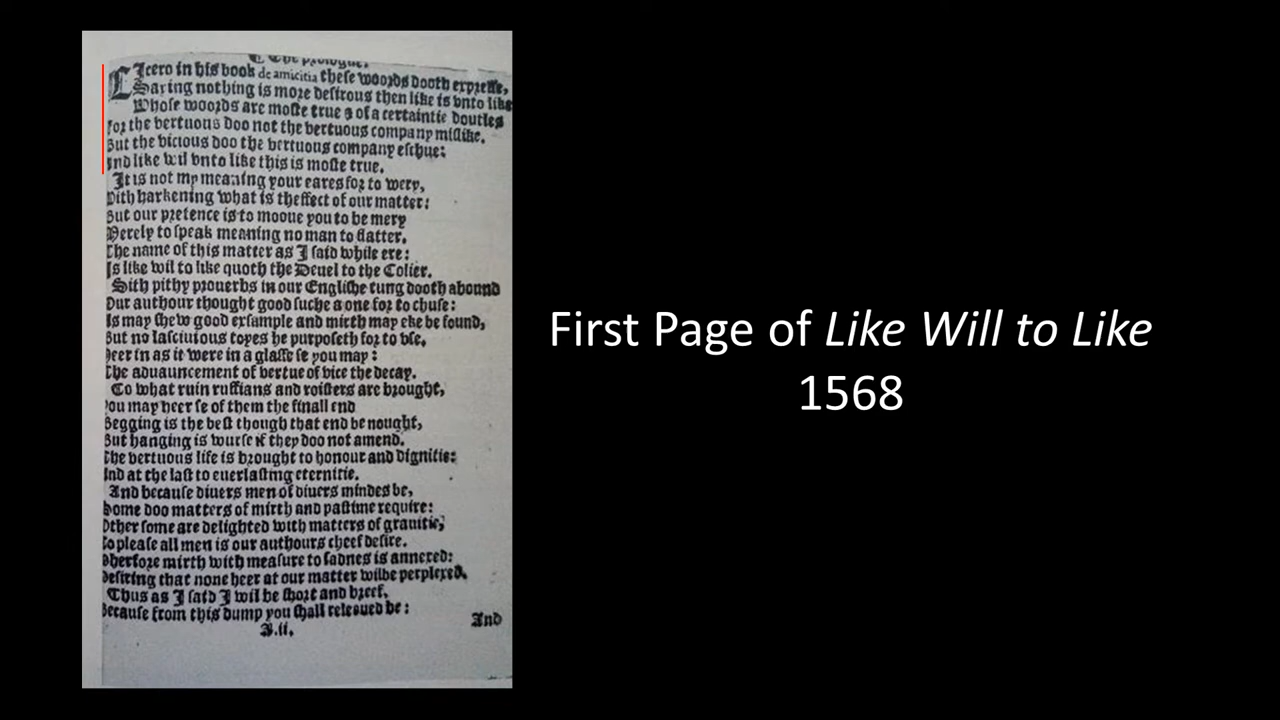 The prologue.
CIcero in his book de amicitia these woords dooth expresse,
Saying nothing is more desirous then like is vnto like
Whose woords are moste true & of a certaintie doutles
For the vertuous doo not the vertuous company mislike.
But the vicious doo the vertuous company eschue:
And like wil vnto like this is moste true.
It is not my meaning your eares for to wery,
With harkening what is theffect of our matter:
But our pretence is to mooue you to be mery
Merely to speak meaning no man to flatter.
The name of this matter as I said while ere:
Is like wil to like quoth the Deuel to the Colier.
Sith pithy prouerbs in our Englishe tung dooth abound
Our authour thought good suche a one for to chuse:
As may shew good exsample and mirth may eke be found,
But no lasciuious toyes he purposeth for to vse.
Heer in as it were in a glasse se you may:
The aduauncement of vertue of vice the decay.
To what ruin ruffians and roisters are brought,
You may heer se of them the finall end
Begging is the best though that end be nought,
But hanging is wurse if they doo not amend.
The vertuous life is brought to honour and dignitie:
And at the last to euerlasting eternitie.
And because diuers men of diuers mindes be,
Some doo matters of mirth and pastime require:
Other some are delighted with matters of grauitie,
To please all men is our authours cheef desire.
Wherfore mirth with measure to sadnes is annexed:
Desiring that none heer at our matter wilbe perplexed.
Thus as I said I wil be short and breef,
Because from this dump you shall releeued be:
And
A.ii.
First Page of Like Will to Like
1568